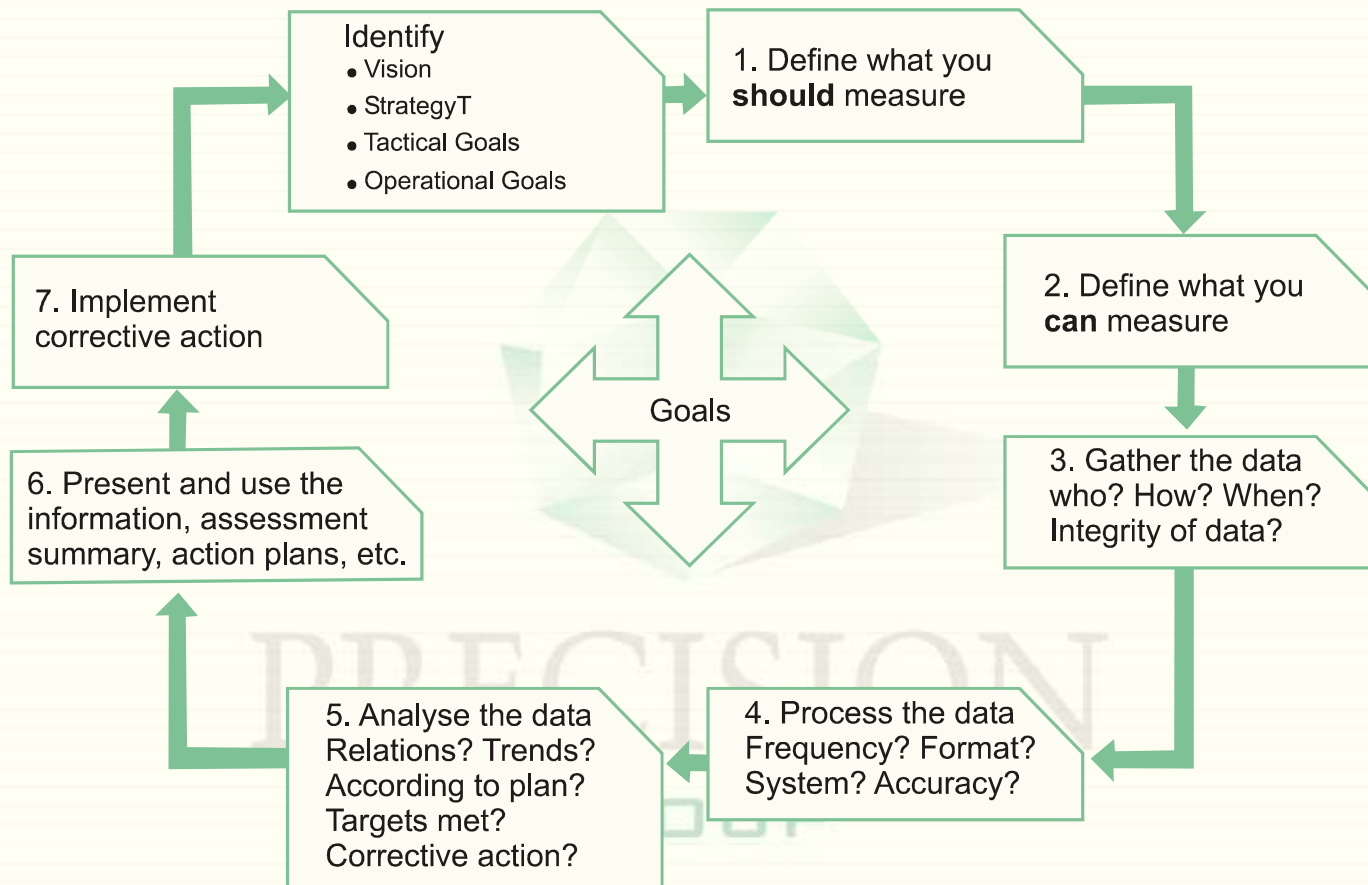 Identify
• Vision
• StrategyT
• Tactical Goals
• Operational Goals
1. Define what you
should measure
2. Define what you
can measure
3. Gather the data
who? How? When?
Integrity of data?
4. Process the data
Frequency? Format?
System? Accuracy?
5. Analyse the data
Relations? Trends?
According to plan?
Targets met?
Corrective action?
6. Present and use the
information, assessment
summary, action plans, etc.
7. Implement
corrective action
Goals
PRECISION